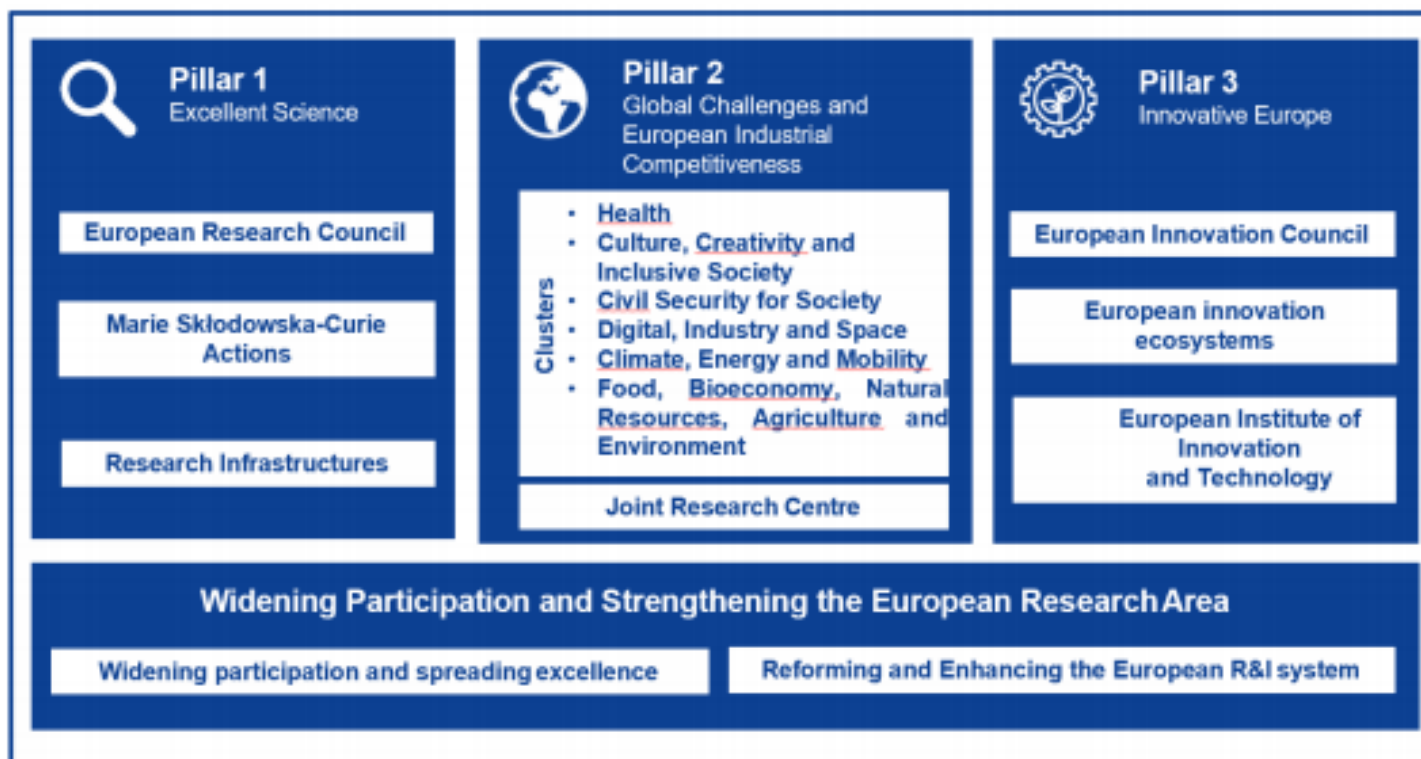 Pillar 1
Excellent Science
European Research Council
Marie Skłodowska-Curie
Actions
Research Infrastructures
Pillar 2
Global Challenges and
European Industrial
Competitiveness
Clusters
• Health
• Culture, Creativity and
Inclusive Society
• Civil Security for Society
• Digital, Industry and Space
• Climate, Energy and Mobility
• Food, Bioeconomy, Natural
Resources, Agriculture and
Environment
Joint Research Centre
Pillar 3
Innovative Europe
European Innovation Council
European innovation
ecosystems
European Institute of
Innovation
and Technology
Widening Participation and Strengthening the European Research Area
Widening participation and spreading excellence
Reforming and Enhancing the European R&I system